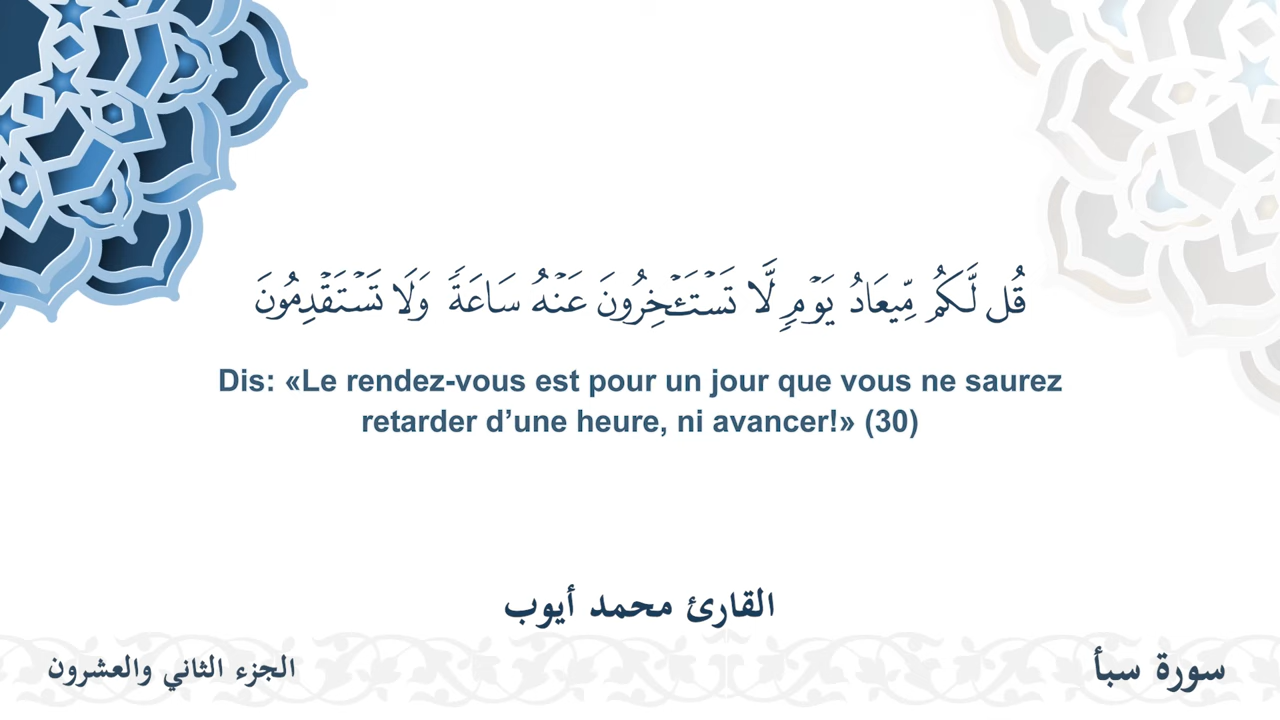 قُل لَّكُم مِّيعَادُ يَوۡمٖ لَّا تَسۡتَـٔۡخِرُونَ عَنۡهُ سَاعَةٗ وَلَا تَسۡتَقۡدِمُونَ
Dis: «Le rendez-vous est pour un jour que vous ne saurez
retarder d’une heure, ni avancer!» (30)
القارئ محمد أيوب
سورة سبأ
الجزء الثاني والعشرون